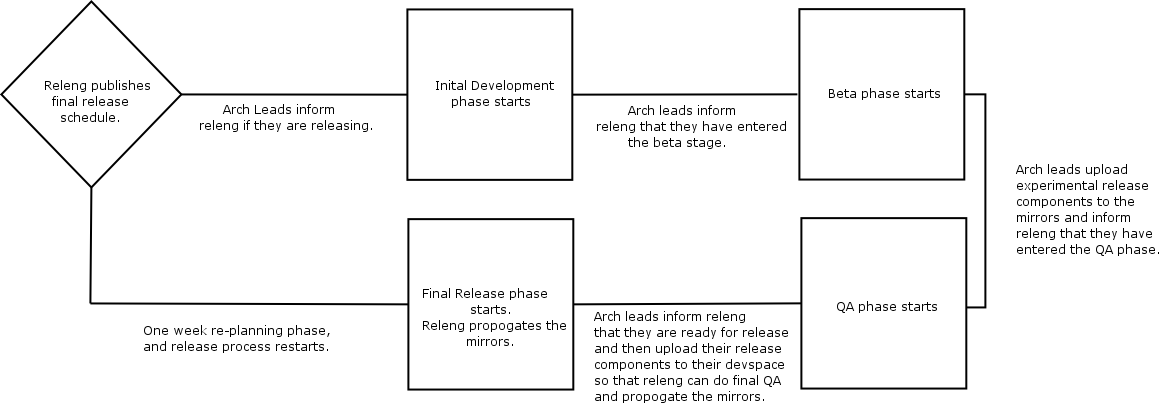 Releng publishes
final release
schedule.
Arch Leads inform
releng if they are releasing.
Inital Development
phase starts
Arch leads inform
releng that they have entered
the beta stage.
Beta phase starts
Arch leads upload
experimental release
components to the
mirrors and inform
releng that they have
entered the QA phase.
QA phase starts
Arch leads inform releng
that they are ready for release
and then upload their release
components to their devspace
so that releng can do final QA
and propogate the mirrors.
Final Release phase
starts.
Releng propogates the
mirrors.
One week re-planning phase,
and release process restarts.